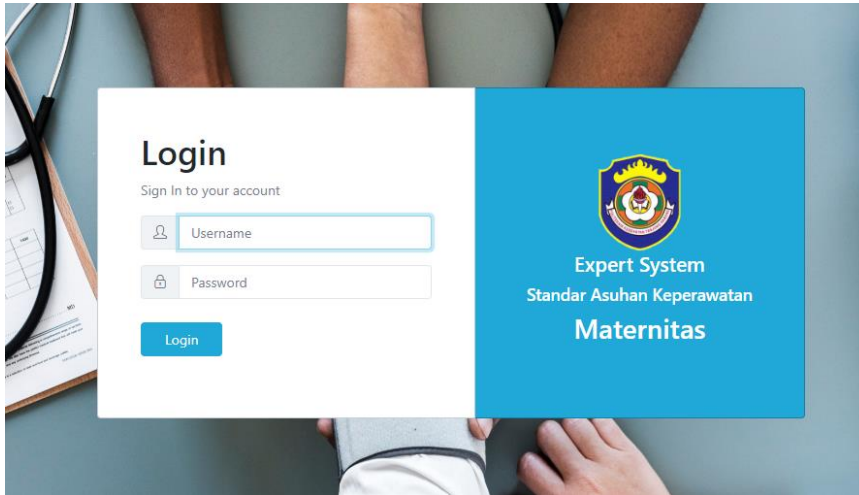 Login
Sign In to your account
Username
Password
Login
Expert System
Standar Asuhan Keperawatan
Maternitas